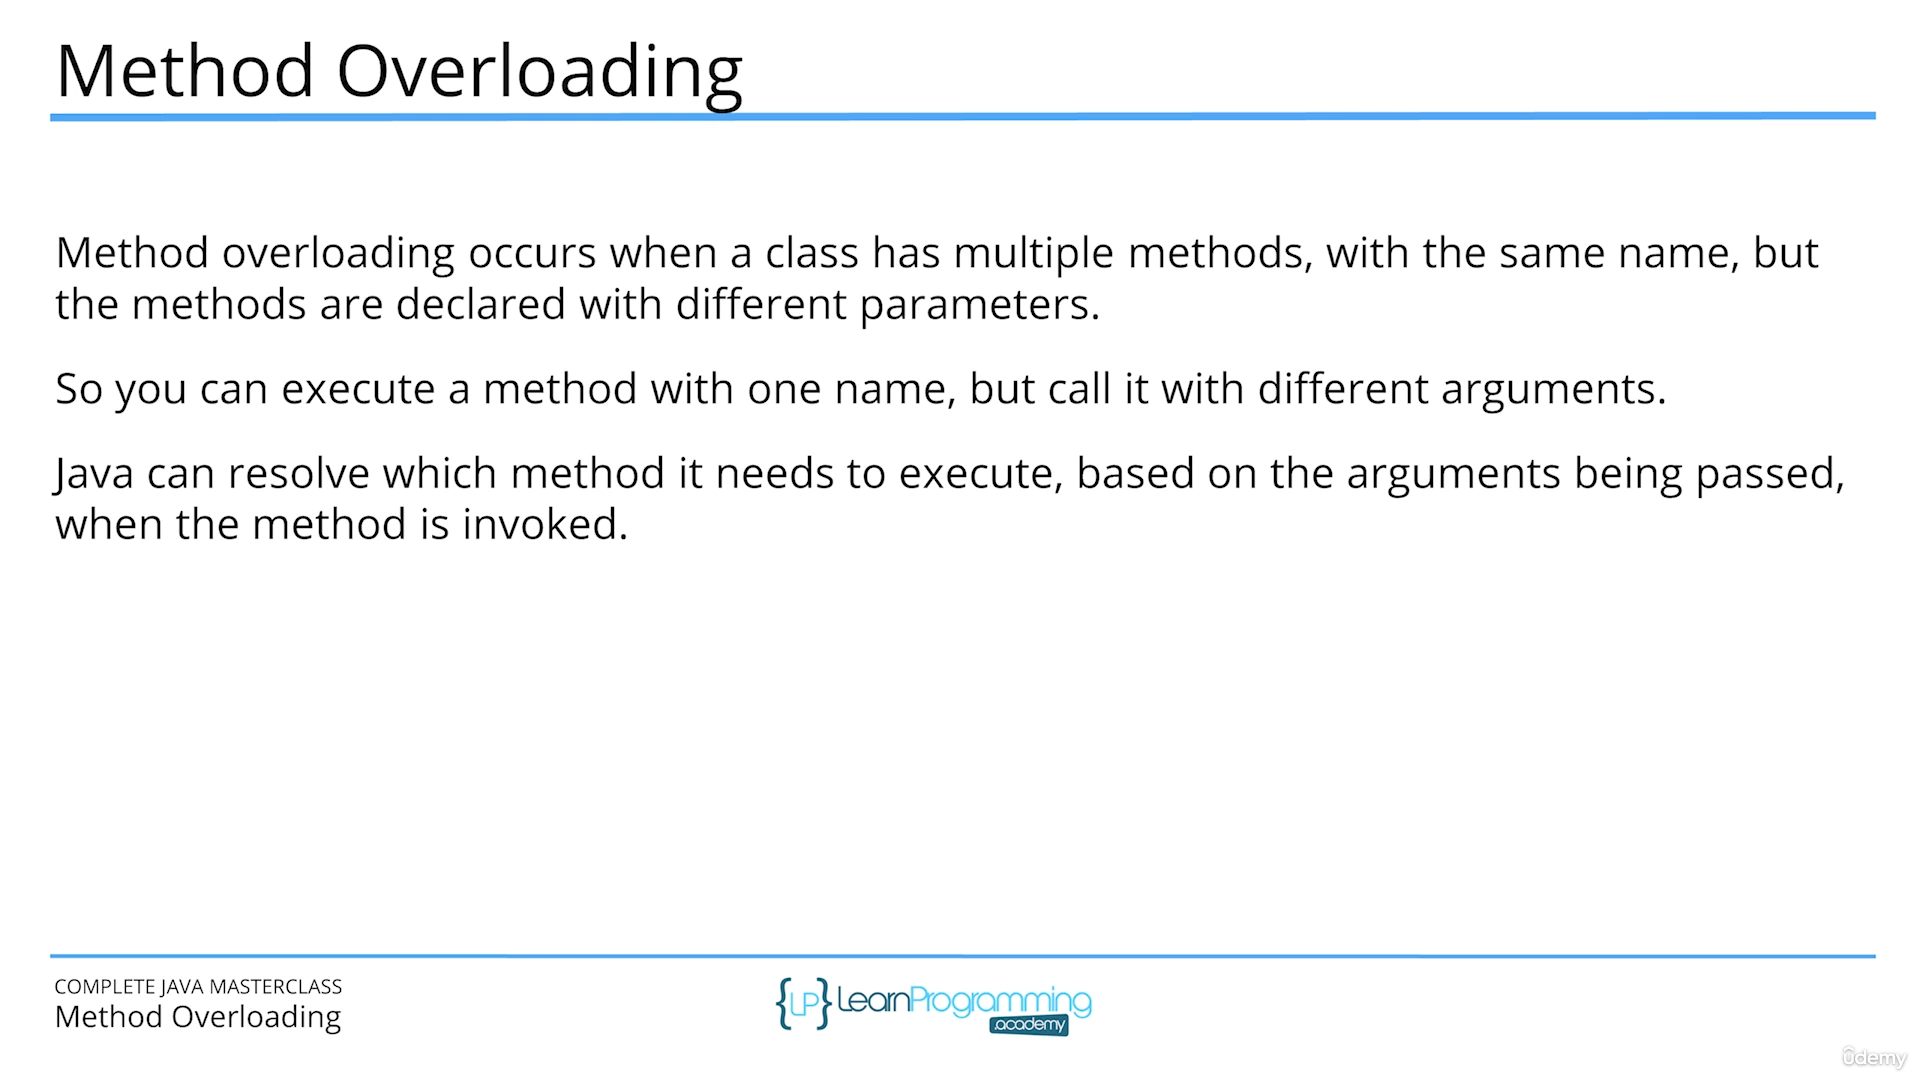 Method Overloading
Method overloading occurs when a class has multiple methods, with the same name, but
the methods are declared with different parameters.
So you can execute a method with one name, but call it with different arguments.
Java can resolve which method it needs to execute, based on the arguments being passed,
when the method is invoked.
COMPLETE JAVA MASTERCLASS
Method Overloading
{LP} LearnProgramming
.academy
ûdemy